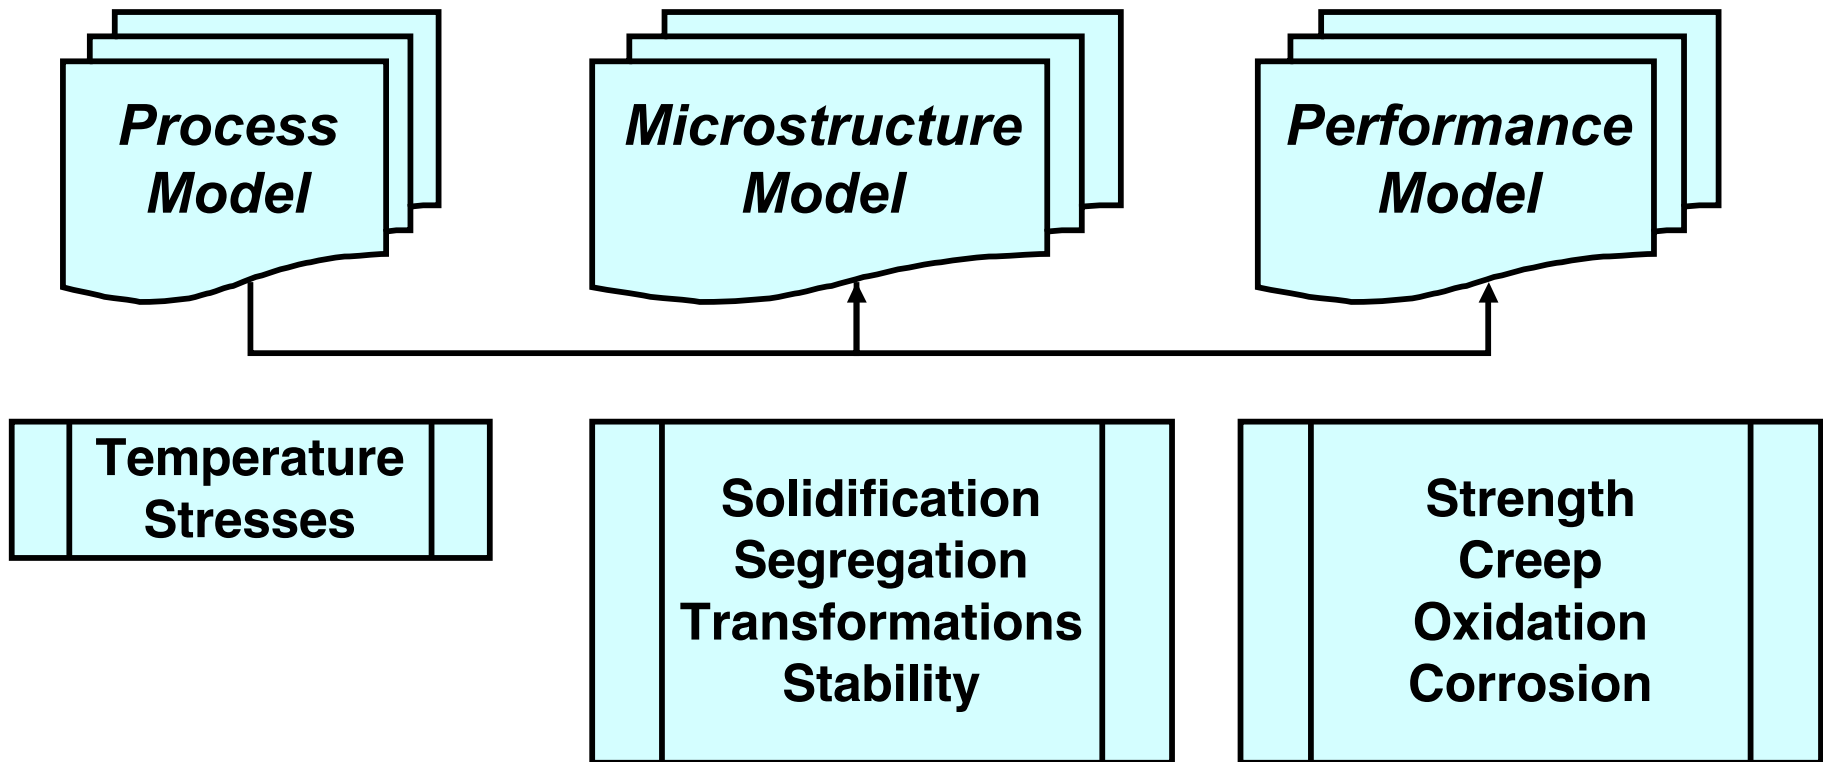 Process
Model
Microstructure
Model
Performance
Model
Temperature
Stresses
Solidification
Segregation
Transformations
Stability
Strength
Creep
Oxidation
Corrosion